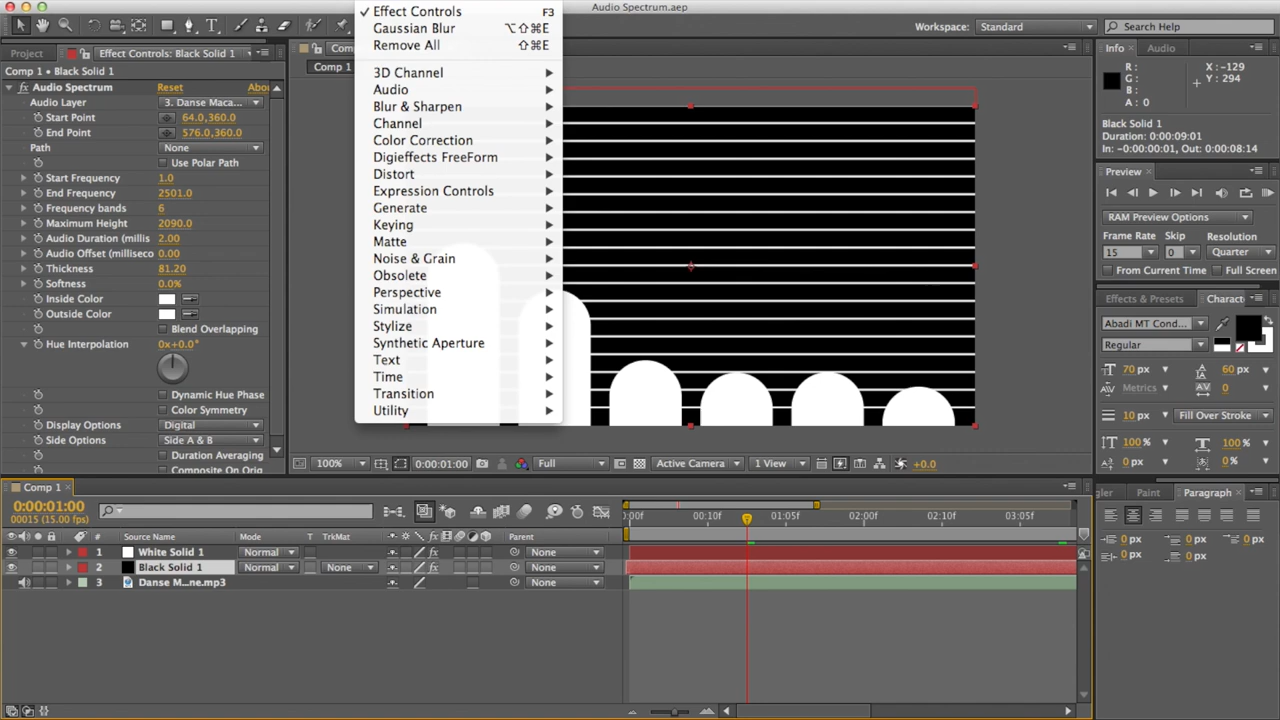 Audio Spectrum.aep
Workspace: Standard
Search Help
Effect Controls F3
Gaussian Blur ⌥⇧⌘E
Remove All ⇧⌘E
3D Channel
Audio
Blur & Sharpen
Channel
Color Correction
Digieffects FreeForm
Distort
Expression Controls
Generate
Keying
Matte
Noise & Grain
Obsolete
Perspective
Simulation
Stylize
Synthetic Aperture
Text
Time
Transition
Utility
Project Effect Controls: Black Solid 1
Comp 1 • Black Solid 1
Audio Spectrum Reset Abou
Audio Layer 3. Danse Maca...
Start Point 64.0,360.0
End Point 576.0,360.0
Path None
Use Polar Path
Start Frequency 1.0
End Frequency 2501.0
Frequency bands 6
Maximum Height 2090.0
Audio Duration (millis 2.00
Audio Offset (milliseco 0.00
Thickness 81.20
Softness 0.0%
Inside Color
Outside Color
Blend Overlapping
Hue Interpolation 0x+0.0°
Dynamic Hue Phase
Color Symmetry
Display Options Digital
Side Options Side A & B
Duration Averaging
Composite On Orig
Comp 1
100% 0:00:01:00 Full Active Camera 1 View +0.0
Info Audio
R: X: -129
G: Y: 294
B:
A: 0
Black Solid 1
Duration: 0:00:09:01
In: -0:00:00:01, Out: 0:00:08:14
Preview
RAM Preview Options
Frame Rate Skip Resolution
15 0 Quarter
From Current Time Full Screen
Effects & Presets Charact
Abadi MT Cond...
Regular
70 px 60 px
Metrics 0
10 px Fill Over Stroke
100% 100%
0 px 0 %
gler Paint Paragraph
0 px 0 px 0 px
0 px 0 px
Comp 1
0:00:01:00
00015 (15.00 fps)
# Source Name Mode T TrkMat Parent
1 White Solid 1 Normal None
2 Black Solid 1 Normal None None
3 Danse M...ne.mp3 None
0:00f 00:10f 01:05f 02:00f 02:10f 03:05f